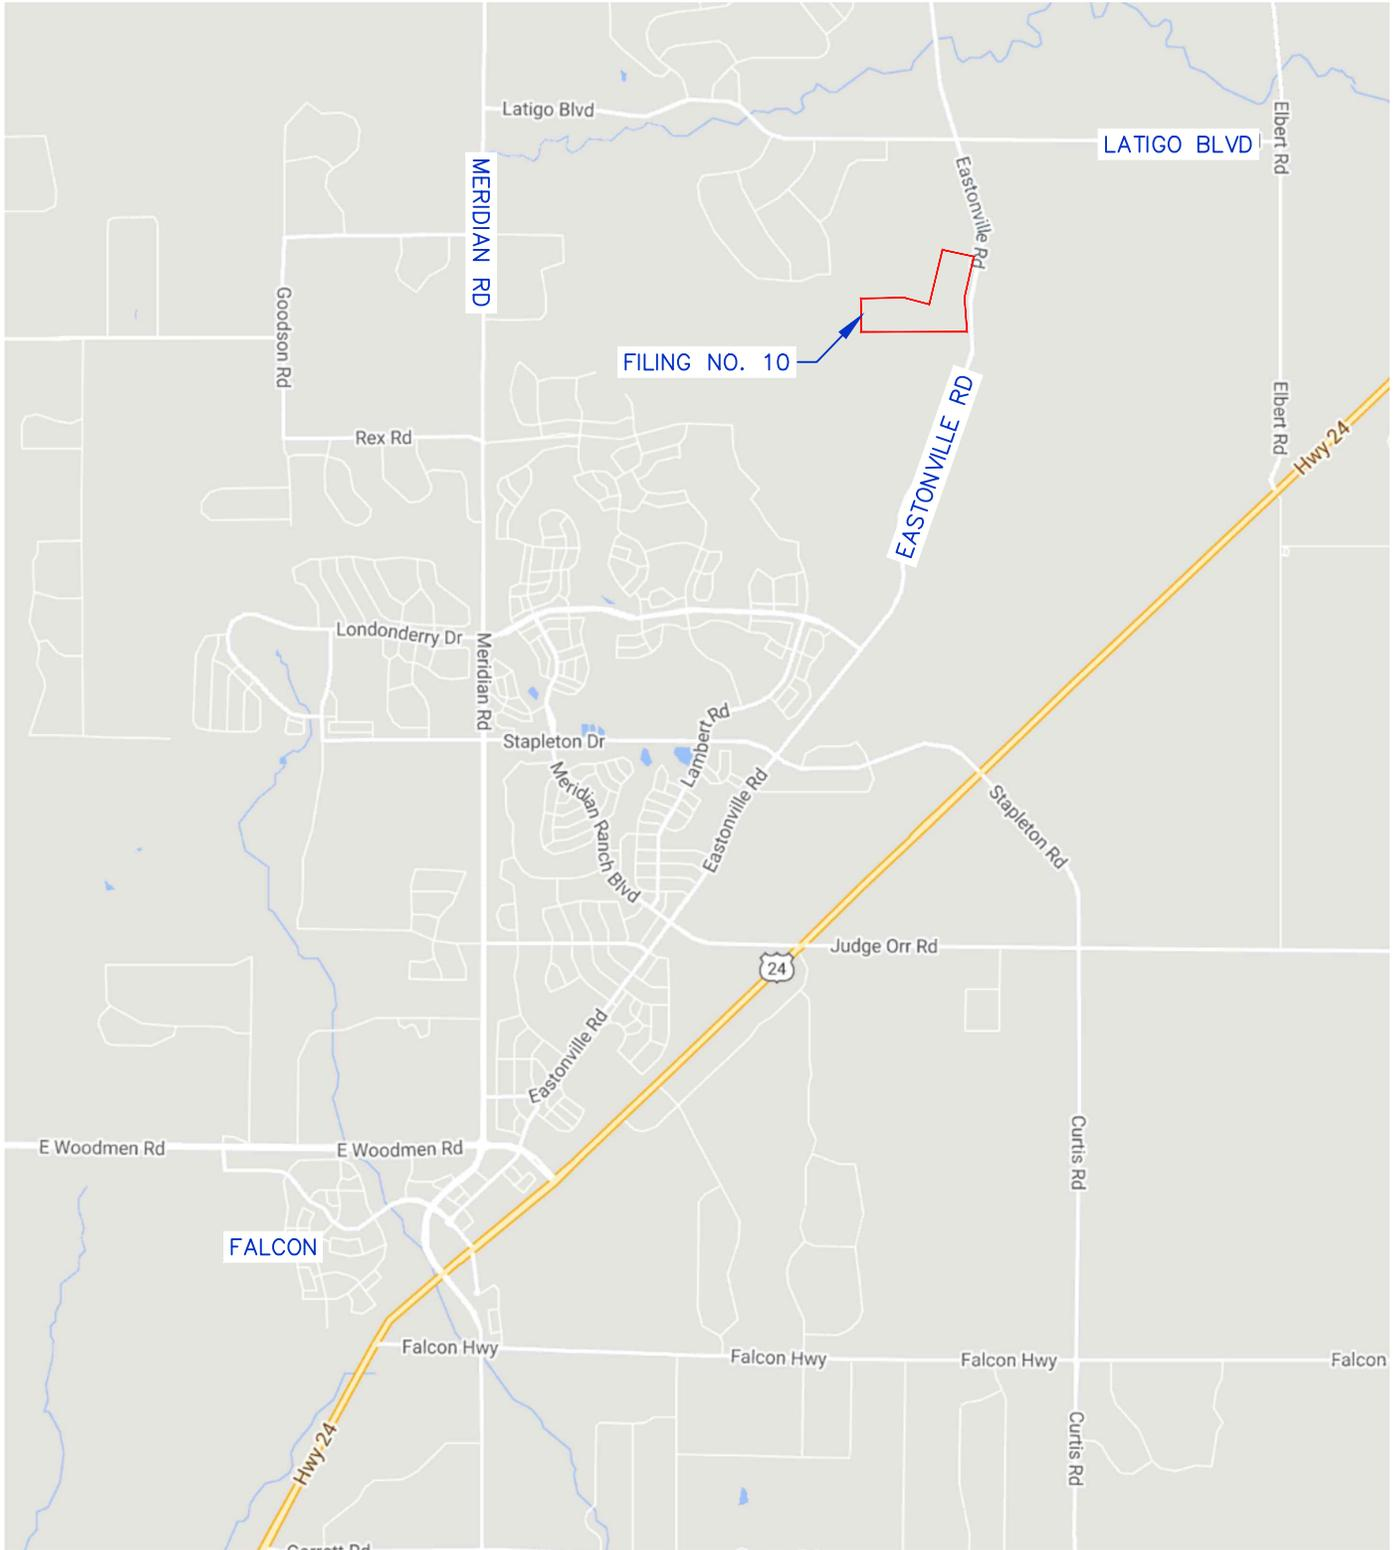 Latigo Blvd
LATIGO BLVD
Elbert Rd
MERIDIAN RD
Eastonville Rd
Goodson Rd
FILING NO. 10
EASTONVILLE RD
Elbert Rd
Hwy 24
Rex Rd
Londonderry Dr
Meridian Rd
Lambert Rd
Stapleton Dr
Meridian Ranch Blvd
Eastonville Rd
Stapleton Rd
Judge Orr Rd
24
Eastonville Rd
E Woodmen Rd
E Woodmen Rd
Curtis Rd
FALCON
Falcon Hwy
Falcon Hwy
Falcon Hwy
Falcon
Hwy 24
Curtis Rd